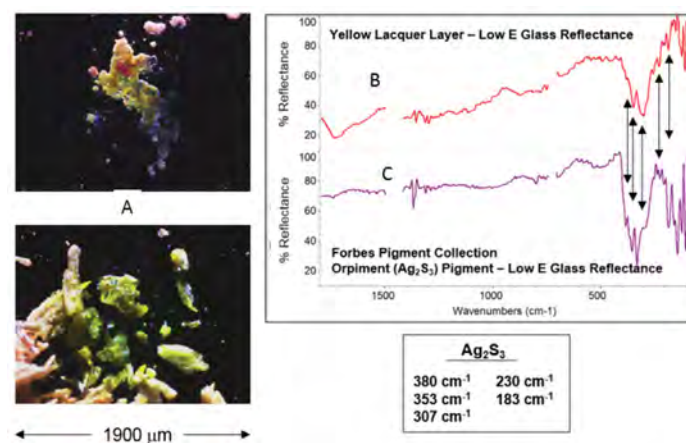 A
1900 µm
Yellow Lacquer Layer – Low E Glass Reflectance
B
% Reflectance
100
80
60
40
20
C
% Reflectance
100
80
60
40
20
Forbes Pigment Collection
Orpiment (Ag₂S₃) Pigment – Low E Glass Reflectance
1500
1000
500
Wavenumbers (cm-1)
Ag₂S₃
380 cm⁻¹ 230 cm⁻¹
353 cm⁻¹ 183 cm⁻¹
307 cm⁻¹